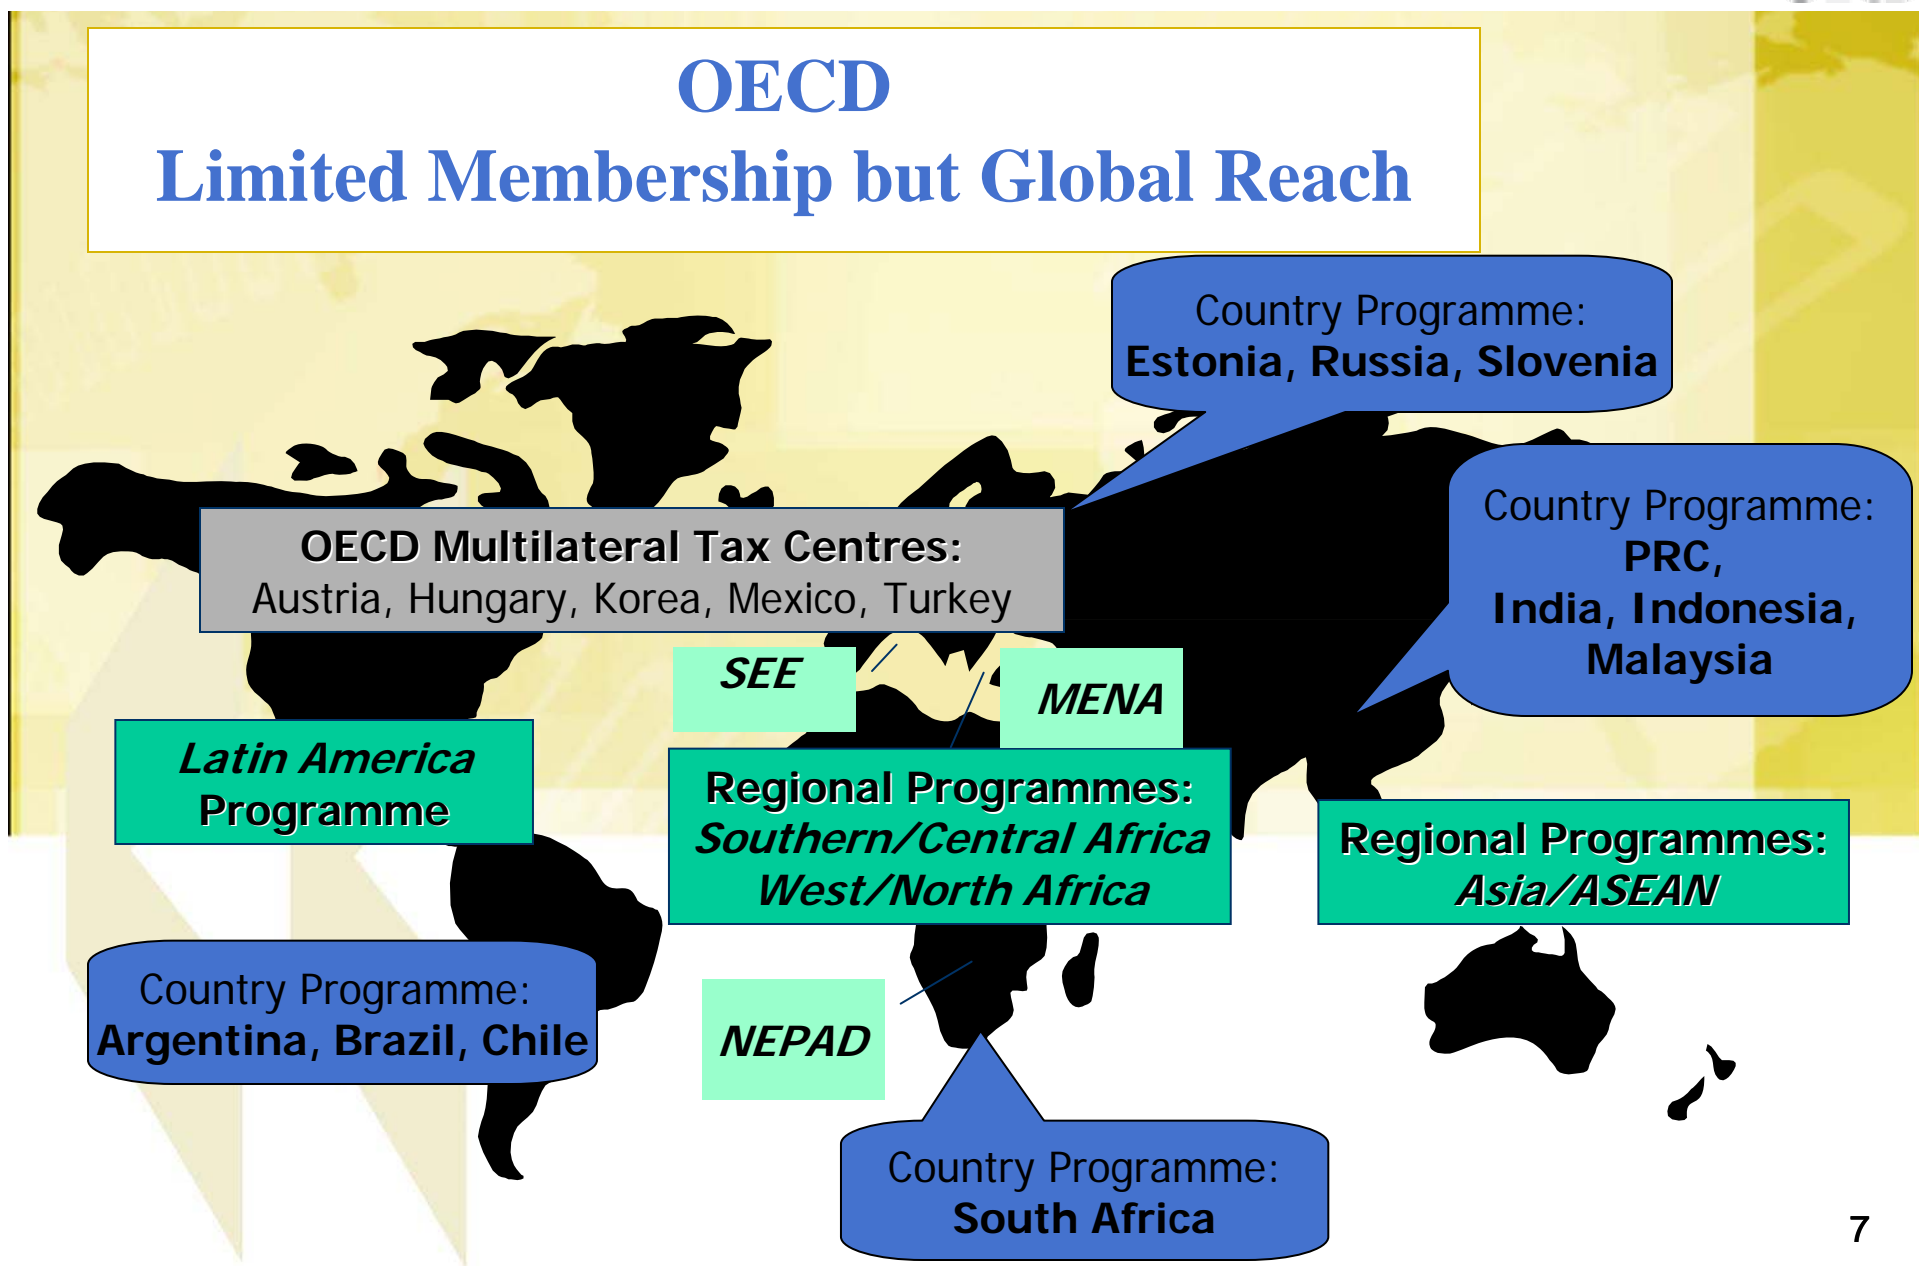 OECD
Limited Membership but Global Reach
Country Programme:
Estonia, Russia, Slovenia
Country Programme:
PRC,
India, Indonesia,
Malaysia
OECD Multilateral Tax Centres:
Austria, Hungary, Korea, Mexico, Turkey
SEE
MENA
Latin America
Programme
Regional Programmes:
Southern/Central Africa
West/North Africa
Regional Programmes:
Asia/ASEAN
Country Programme:
Argentina, Brazil, Chile
NEPAD
Country Programme:
South Africa
7